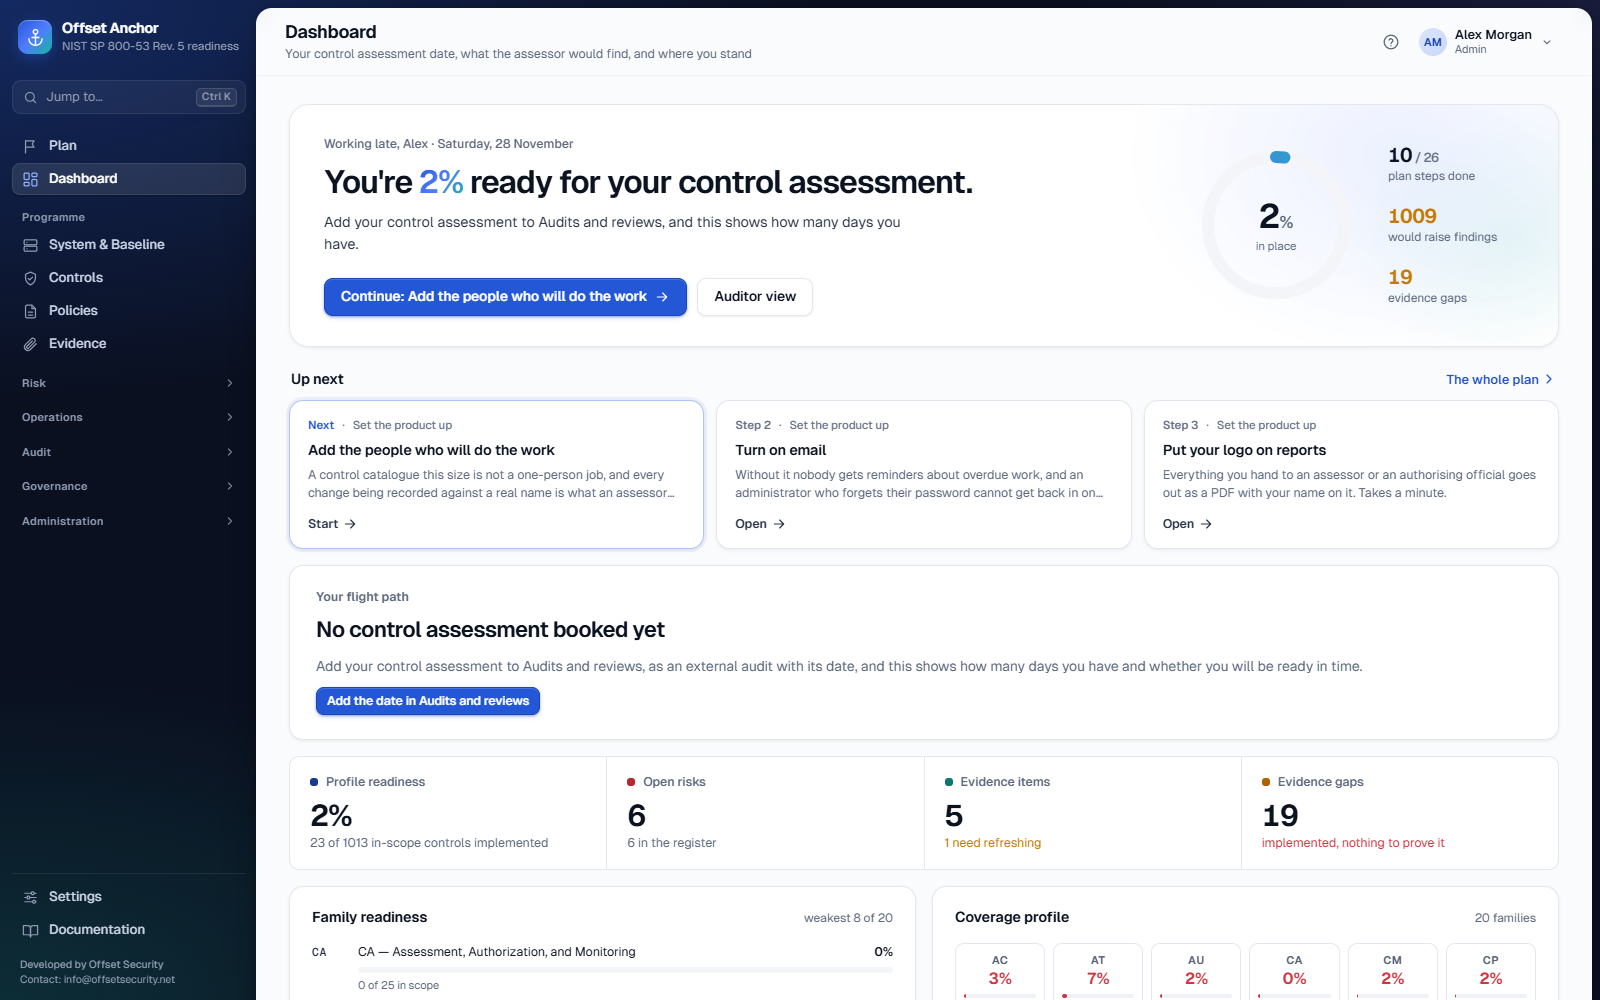 Offset Anchor
NIST SP 800-53 Rev. 5 readiness
Jump to...
Ctrl K
Plan
Dashboard
Programme
System & Baseline
Controls
Policies
Evidence
Risk
Operations
Audit
Governance
Administration
Settings
Documentation
Developed by Offset Security
Contact: info@offsetsecurity.net
Dashboard
Your control assessment date, what the assessor would find, and where you stand
AM
Alex Morgan
Admin
Working late, Alex · Saturday, 28 November
You're 2% ready for your control assessment.
Add your control assessment to Audits and reviews, and this shows how many days you
have.
Continue: Add the people who will do the work →
Auditor view
2%
in place
10 / 26
plan steps done
1009
would raise findings
19
evidence gaps
Up next
The whole plan
Next · Set the product up
Add the people who will do the work
A control catalogue this size is not a one-person job, and every
change being recorded against a real name is what an assessor...
Start →
Step 2 · Set the product up
Turn on email
Without it nobody gets reminders about overdue work, and an
administrator who forgets their password cannot get back in on...
Open →
Step 3 · Set the product up
Put your logo on reports
Everything you hand to an assessor or an authorising official goes
out as a PDF with your name on it. Takes a minute.
Open →
Your flight path
No control assessment booked yet
Add your control assessment to Audits and reviews, as an external audit with its date, and this shows how many days you have and whether you will be ready in time.
Add the date in Audits and reviews
Profile readiness
2%
23 of 1013 in-scope controls implemented
Open risks
6
6 in the register
Evidence items
5
1 need refreshing
Evidence gaps
19
implemented, nothing to prove it
Family readiness
weakest 8 of 20
CA
CA — Assessment, Authorization, and Monitoring
0%
0 of 25 in scope
Coverage profile
20 families
AC
3%
AT
7%
AU
2%
CA
0%
CM
2%
CP
2%